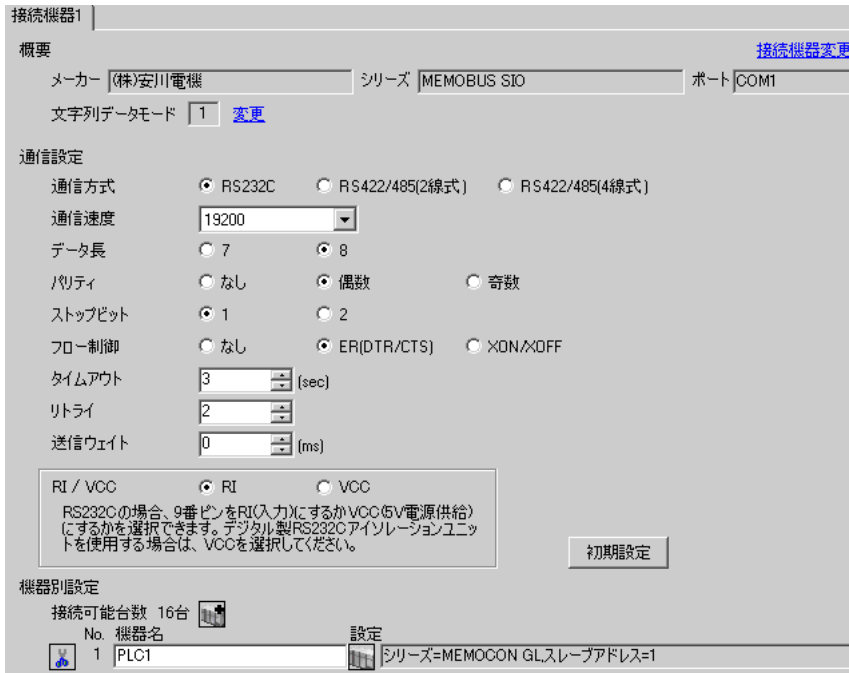 接続機器1
概要 接続機器変更
メーカー (株)安川電機 シリーズ MEMOBUS SIO ポート COM1
文字列データモード 1 変更
通信設定
通信方式 RS232C RS422/485(2線式) RS422/485(4線式)
通信速度 19200
データ長 7 8
パリティ なし 偶数 奇数
ストップビット 1 2
フロー制御 なし ER(DTR/CTS) XON/XOFF
タイムアウト 3 (sec)
リトライ 2
送信ウェイト 0 (ms)
RI / VCC RI VCC
RS232Cの場合、9番ピンをRI(入力)にするかVCC(5V電源供給)
にするかを選択できます。デジタル製RS232Cアイソレーションユニッ
トを使用する場合は、VCCを選択してください。
初期設定
機器別設定
接続可能台数 16台
No. 機器名 設定
1 PLC1 シリーズ=MEMOCON GL,スレーブアドレス=1